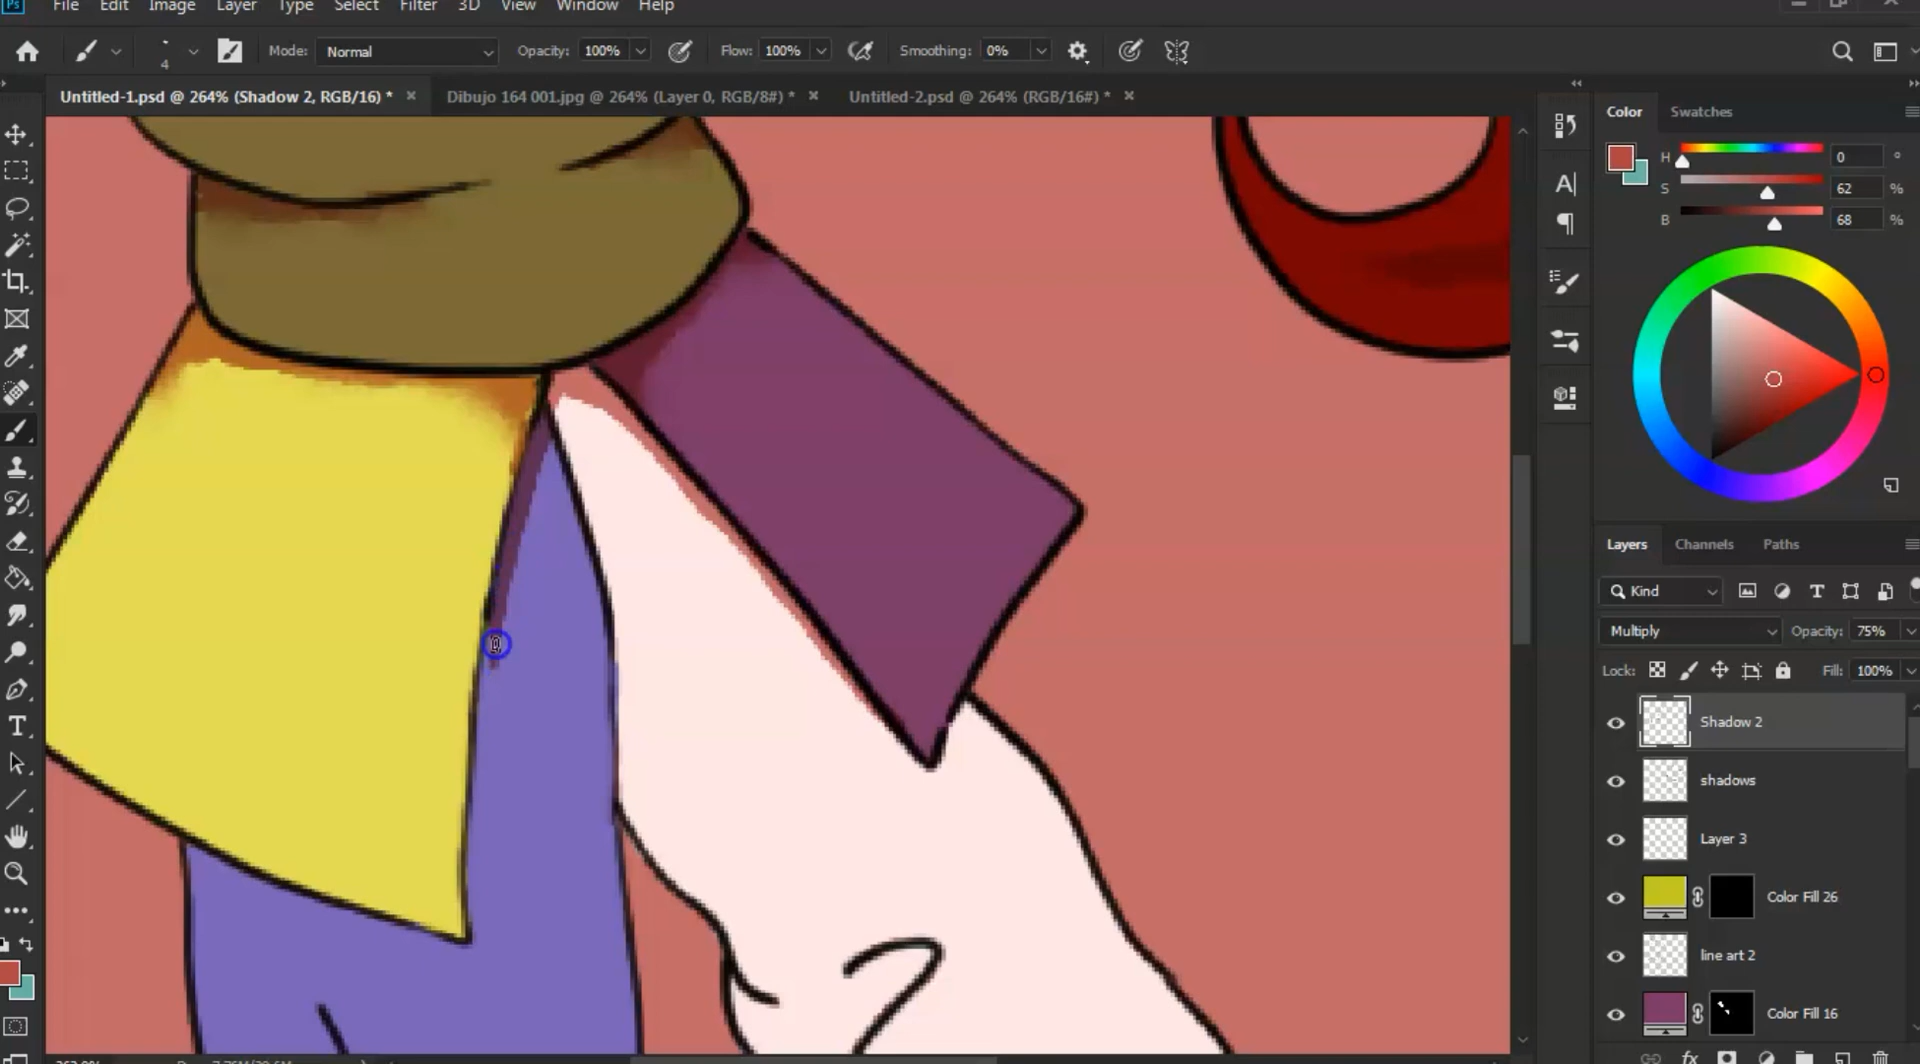 Ps File Edit Image Layer Type Select Filter 3D View Window Help
4 Mode: Normal Opacity: 100% Flow: 100% Smoothing: 0%
Untitled-1.psd @ 264% (Shadow 2, RGB/16) * × Dibujo 164 001.jpg @ 264% (Layer 0, RGB/8#) * × Untitled-2.psd @ 264% (RGB/16#) * ×
Color Swatches
H 0 °
S 62 %
B 68 %
Layers Channels Paths
Kind
Multiply Opacity: 75%
Lock: Fill: 100%
Shadow 2
shadows
Layer 3
Color Fill 26
line art 2
Color Fill 16
fx